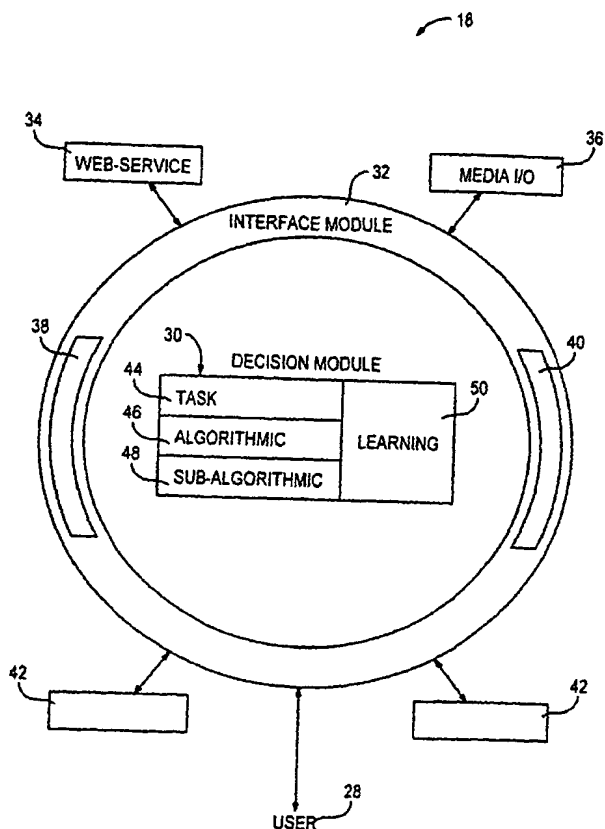 18
34
WEB-SERVICE
36
MEDIA I/O
32
INTERFACE MODULE
38
40
30
DECISION MODULE
44
TASK
50
46
ALGORITHMIC
LEARNING
48
SUB-ALGORITHMIC
42
42
USER
28